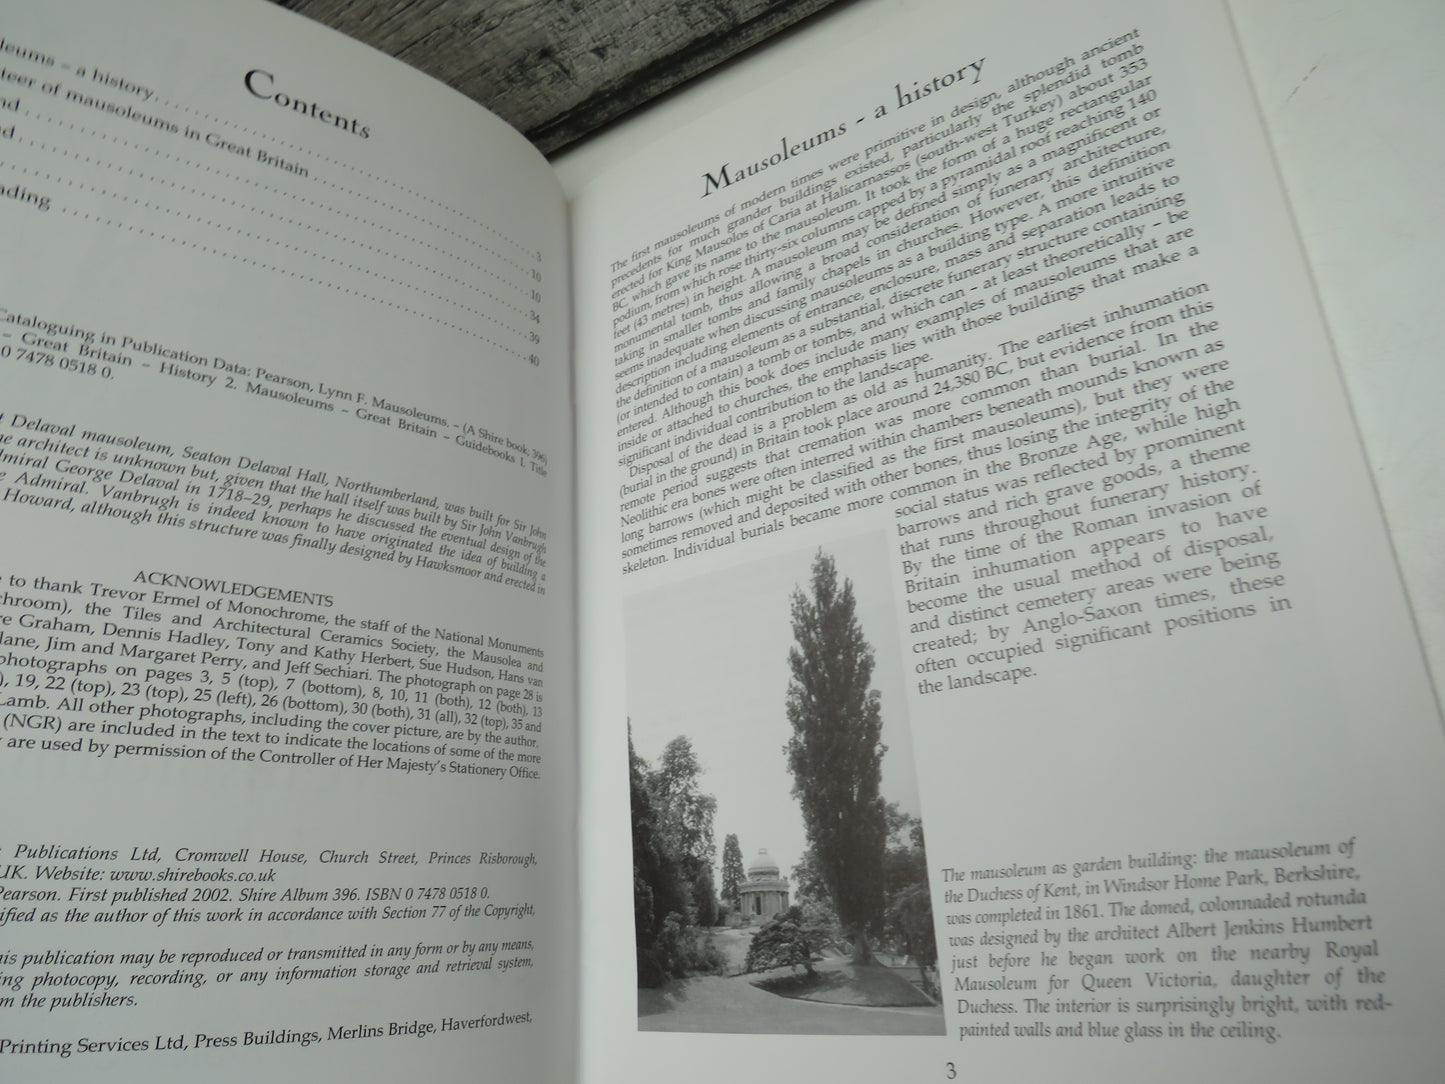 Contents
leums – a history
teer of mausoleums in Great Britain
3
10
10
34
39
40
Cataloguing in Publication Data: Pearson, Lynn F. Mausoleums. – (A Shire book; 396)
– Great Britain – History 2. Mausoleums – Great Britain – Guidebooks I. Title
0 7478 0518 0.
Delaval mausoleum, Seaton Delaval Hall, Northumberland, was built for Sir John
architect is unknown but, given that the hall itself was built by Sir John Vanbrugh
dmiral George Delaval in 1718–29, perhaps he discussed the eventual design of the
Admiral. Vanbrugh is indeed known to have originated the idea of building a
Howard, although this structure was finally designed by Hawksmoor and erected in
ACKNOWLEDGEMENTS
to thank Trevor Ermel of Monochrome, the staff of the National Monuments
chroom), the Tiles and Architectural Ceramics Society, the Mausolea and
re Graham, Dennis Hadley, Tony and Kathy Herbert, Sue Hudson, Hans van
lane, Jim and Margaret Perry, and Jeff Sechiari. The photograph on page 28 is
photographs on pages 3, 5 (top), 7 (bottom), 8, 10, 11 (both), 12 (both), 13
), 19, 22 (top), 23 (top), 25 (left), 26 (bottom), 30 (both), 31 (all), 32 (top), 35 and
Lamb. All other photographs, including the cover picture, are by the author.
(NGR) are included in the text to indicate the locations of some of the more
are used by permission of the Controller of Her Majesty's Stationery Office.
Publications Ltd, Cromwell House, Church Street, Princes Risborough,
UK. Website: www.shirebooks.co.uk
Pearson. First published 2002. Shire Album 396. ISBN 0 7478 0518 0.
ified as the author of this work in accordance with Section 77 of the Copyright,
his publication may be reproduced or transmitted in any form or by any means,
ing photocopy, recording, or any information storage and retrieval system,
m the publishers.
Printing Services Ltd, Press Buildings, Merlins Bridge, Haverfordwest,
Mausoleums - a history
The first mausoleums of modern times were primitive in design, although ancient
precedents for much grander buildings existed, particularly the splendid tomb
erected for King Mausolos of Caria at Halicarnassos (south-west Turkey) about 353
BC, which gave its name to the mausoleum. It took the form of a huge rectangular
podium, from which rose thirty-six columns capped by a pyramidal roof reaching 140
feet (43 metres) in height. A mausoleum may be defined simply as a magnificent or
monumental tomb, thus allowing a broad consideration of funerary architecture,
taking in smaller tombs and family chapels in churches. However, this definition
seems inadequate when discussing mausoleums as a building type. A more intuitive
description including elements of entrance, enclosure, mass and separation leads to
the definition of a mausoleum as a substantial, discrete funerary structure containing
(or intended to contain) a tomb or tombs, and which can – at least theoretically – be
entered. Although this book does include many examples of mausoleums that are
inside or attached to churches, the emphasis lies with those buildings that make a
significant individual contribution to the landscape.
Disposal of the dead is a problem as old as humanity. The earliest inhumation
(burial in the ground) in Britain took place around 24,380 BC, but evidence from this
remote period suggests that cremation was more common than burial. In the
Neolithic era bones were often interred within chambers beneath mounds known as
long barrows (which might be classified as the first mausoleums), but they were
sometimes removed and deposited with other bones, thus losing the integrity of the
skeleton. Individual burials became more common in the Bronze Age, while high
social status was reflected by prominent
barrows and rich grave goods, a theme
that runs throughout funerary history.
By the time of the Roman invasion of
Britain inhumation appears to have
become the usual method of disposal,
and distinct cemetery areas were being
created; by Anglo-Saxon times, these
often occupied significant positions in
the landscape.
The mausoleum as garden building: the mausoleum of
the Duchess of Kent, in Windsor Home Park, Berkshire,
was completed in 1861. The domed, colonnaded rotunda
was designed by the architect Albert Jenkins Humbert
just before he began work on the nearby Royal
Mausoleum for Queen Victoria, daughter of the
Duchess. The interior is surprisingly bright, with red-
painted walls and blue glass in the ceiling.
3